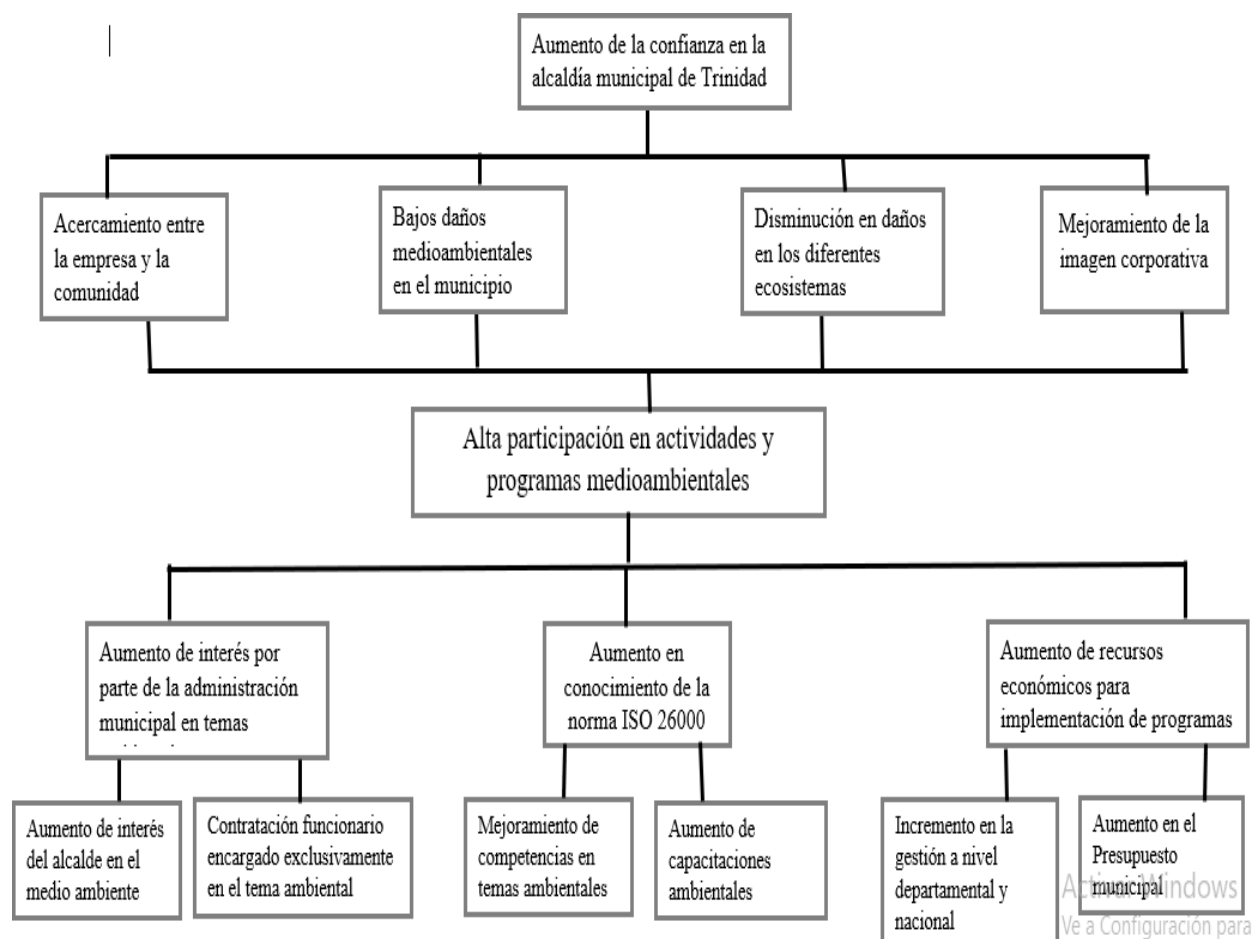 Aumento de la confianza en la
alcaldía municipal de Trinidad
Acercamiento entre
la empresa y la
comunidad
Bajos daños
medioambientales
en el municipio
Disminución en daños
en los diferentes
ecosistemas
Mejoramiento de la
imagen corporativa
Alta participación en actividades y
programas medioambientales
Aumento de interés por
parte de la administración
municipal en temas
Aumento en
conocimiento de la
norma ISO 26000
Aumento de recursos
económicos para
implementación de programas
Aumento de interés
del alcalde en el
medio ambiente
Contratación funcionario
encargado exclusivamente
en el tema ambiental
Mejoramiento de
competencias en
temas ambientales
Aumento de
capacitaciones
ambientales
Incremento en la
gestión a nivel
departamental y
nacional
Aumento en el
Presupuesto
municipal
Activar Windows
Ve a Configuración para